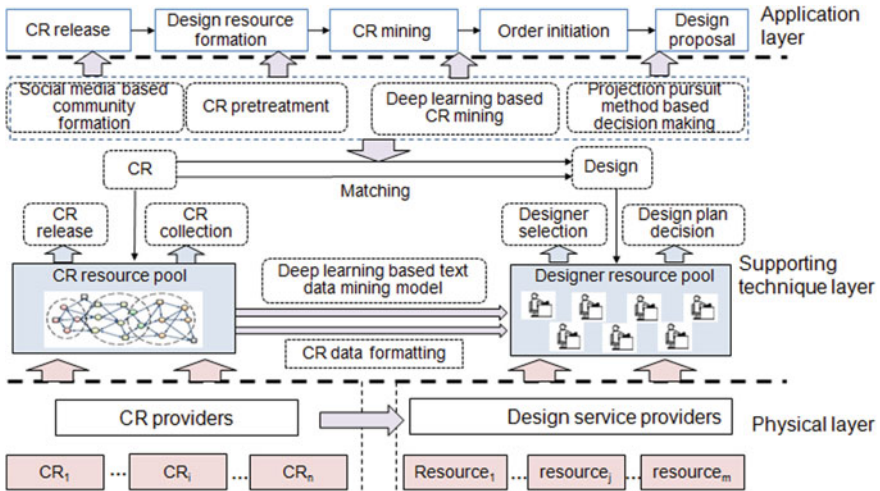 CR release
Design resource
formation
CR mining
Order initiation
Design
proposal
Application
layer
Social media based
community
formation
CR pretreatment
Deep learning based
CR mining
Projection pursuit
method based
decision making
CR
Matching
Design
CR
release
CR
collection
Designer
selection
Design plan
decision
CR resource pool
Deep learning based text
data mining model
CR data formatting
Designer resource pool
Supporting
technique layer
CR providers
Design service providers
Physical layer
CR₁ ... CRᵢ ... CRₙ
Resource₁ ... resourceⱼ ... resourceₘ